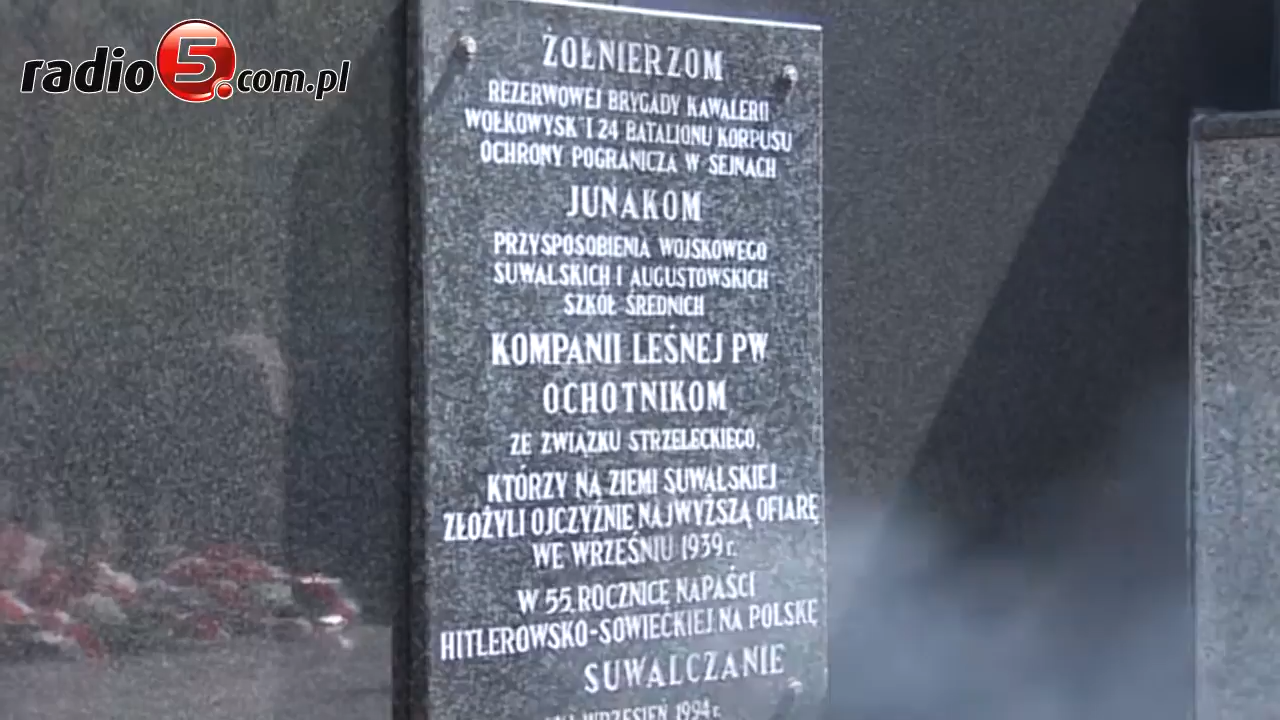 radio5.com.pl
ŻOŁNIERZOM
REZERWOWEJ BRYGADY KAWALERII
WOŁKOWYSK" I 24 BATALIONU KORPUSU
OCHRONY POGRANICZA W SEJNACH
JUNAKOM
PRZYSPOSOBIENIA WOJSKOWEGO
SUWALSKICH I AUGUSTOWSKICH
SZKÓŁ ŚREDNICH
KOMPANII LEŚNEJ PW
OCHOTNIKOM
ZE ZWIĄZKU STRZELECKIEGO,
KTÓRZY NA ZIEMI SUWALSKIEJ
ZŁOŻYLI OJCZYŹNIE NAJWYŻSZĄ OFIARĘ
WE WRZEŚNIU 1939 r.
W 55. ROCZNICĘ NAPAŚCI
HITLEROWSKO-SOWIECKIEJ NA POLSKĘ
SUWALCZANIE
WRZESIEŃ 1994 r.